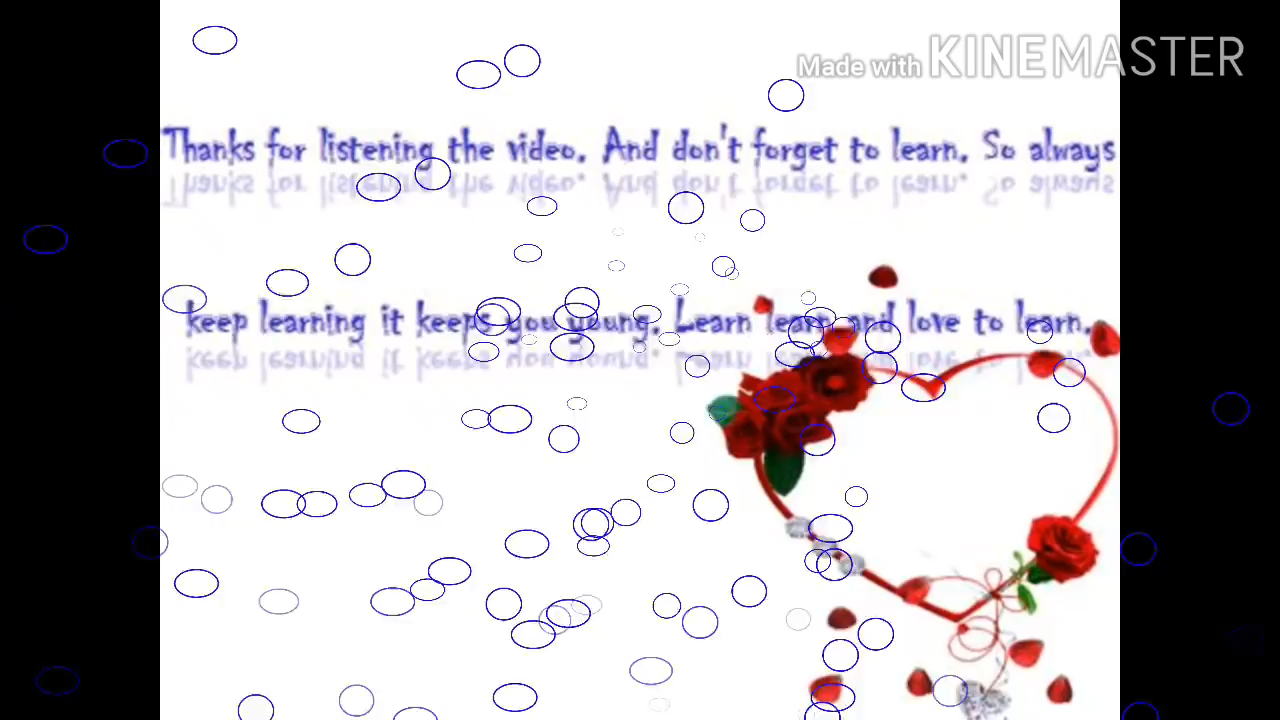 Made with KINEMASTER
Thanks for listening the video. And don't forget to learn. So always
keep learning it keeps you young. Learn learn and love to learn.